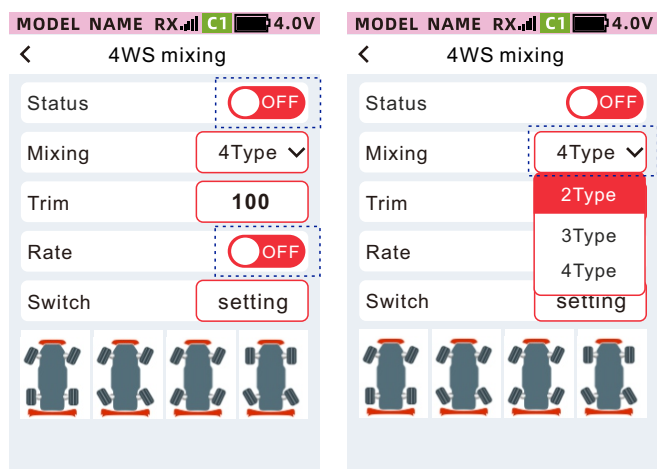 MODEL NAME RX C1 4.0V
4WS mixing
Status OFF
Mixing 4Type
Trim 100
Rate OFF
Switch setting
MODEL NAME RX C1 4.0V
4WS mixing
Status OFF
Mixing 4Type
Trim 2Type
Rate 3Type
4Type
Switch setting